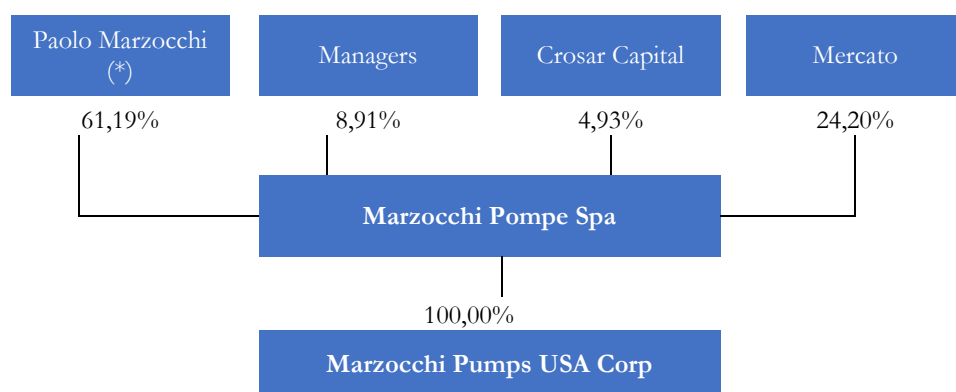 Paolo Marzocchi
(*)
Managers
Crosar Capital
Mercato
61,19%
8,91%
4,93%
24,20%
Marzocchi Pompe Spa
100,00%
Marzocchi Pumps USA Corp